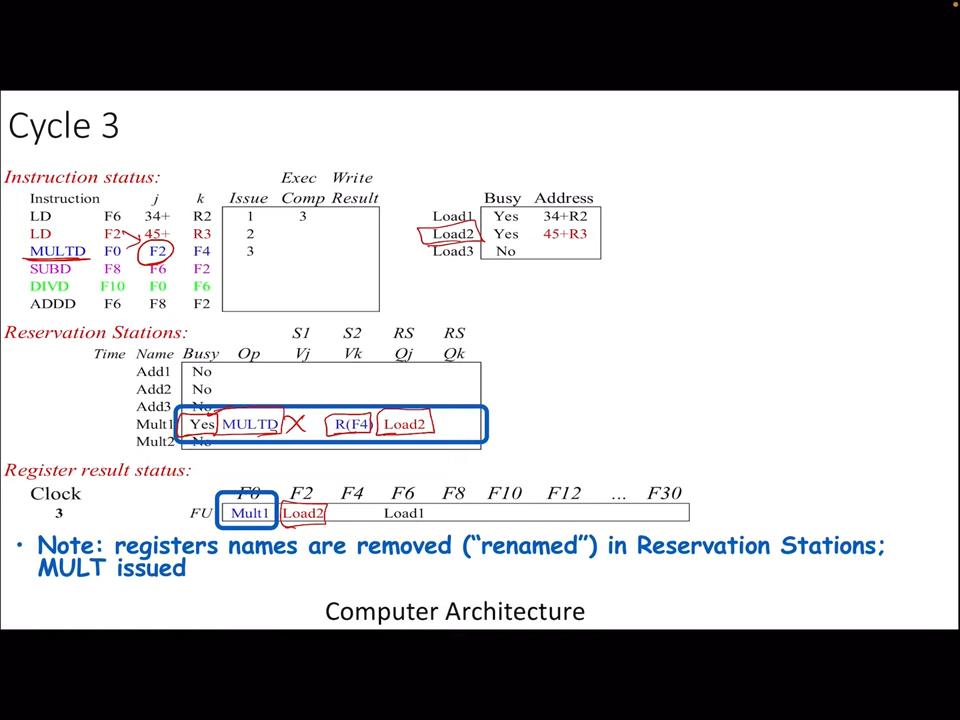 Cycle 3
Instruction status: Exec Write
Instruction j k Issue Comp Result Busy Address
LD F6 34+ R2 1 3 Load1 Yes 34+R2
LD F2 45+ R3 2 Load2 Yes 45+R3
MULTD F0 F2 F4 3 Load3 No
SUBD F8 F6 F2
DIVD F10 F0 F6
ADDD F6 F8 F2
Reservation Stations: S1 S2 RS RS
Time Name Busy Op Vj Vk Qj Qk
Add1 No
Add2 No
Add3 No
Mult1 Yes MULTD X R(F4) Load2
Mult2 No
Register result status:
Clock F0 F2 F4 F6 F8 F10 F12 ... F30
3 FU Mult1 Load2 Load1
• Note: registers names are removed (“renamed”) in Reservation Stations;
MULT issued
Computer Architecture